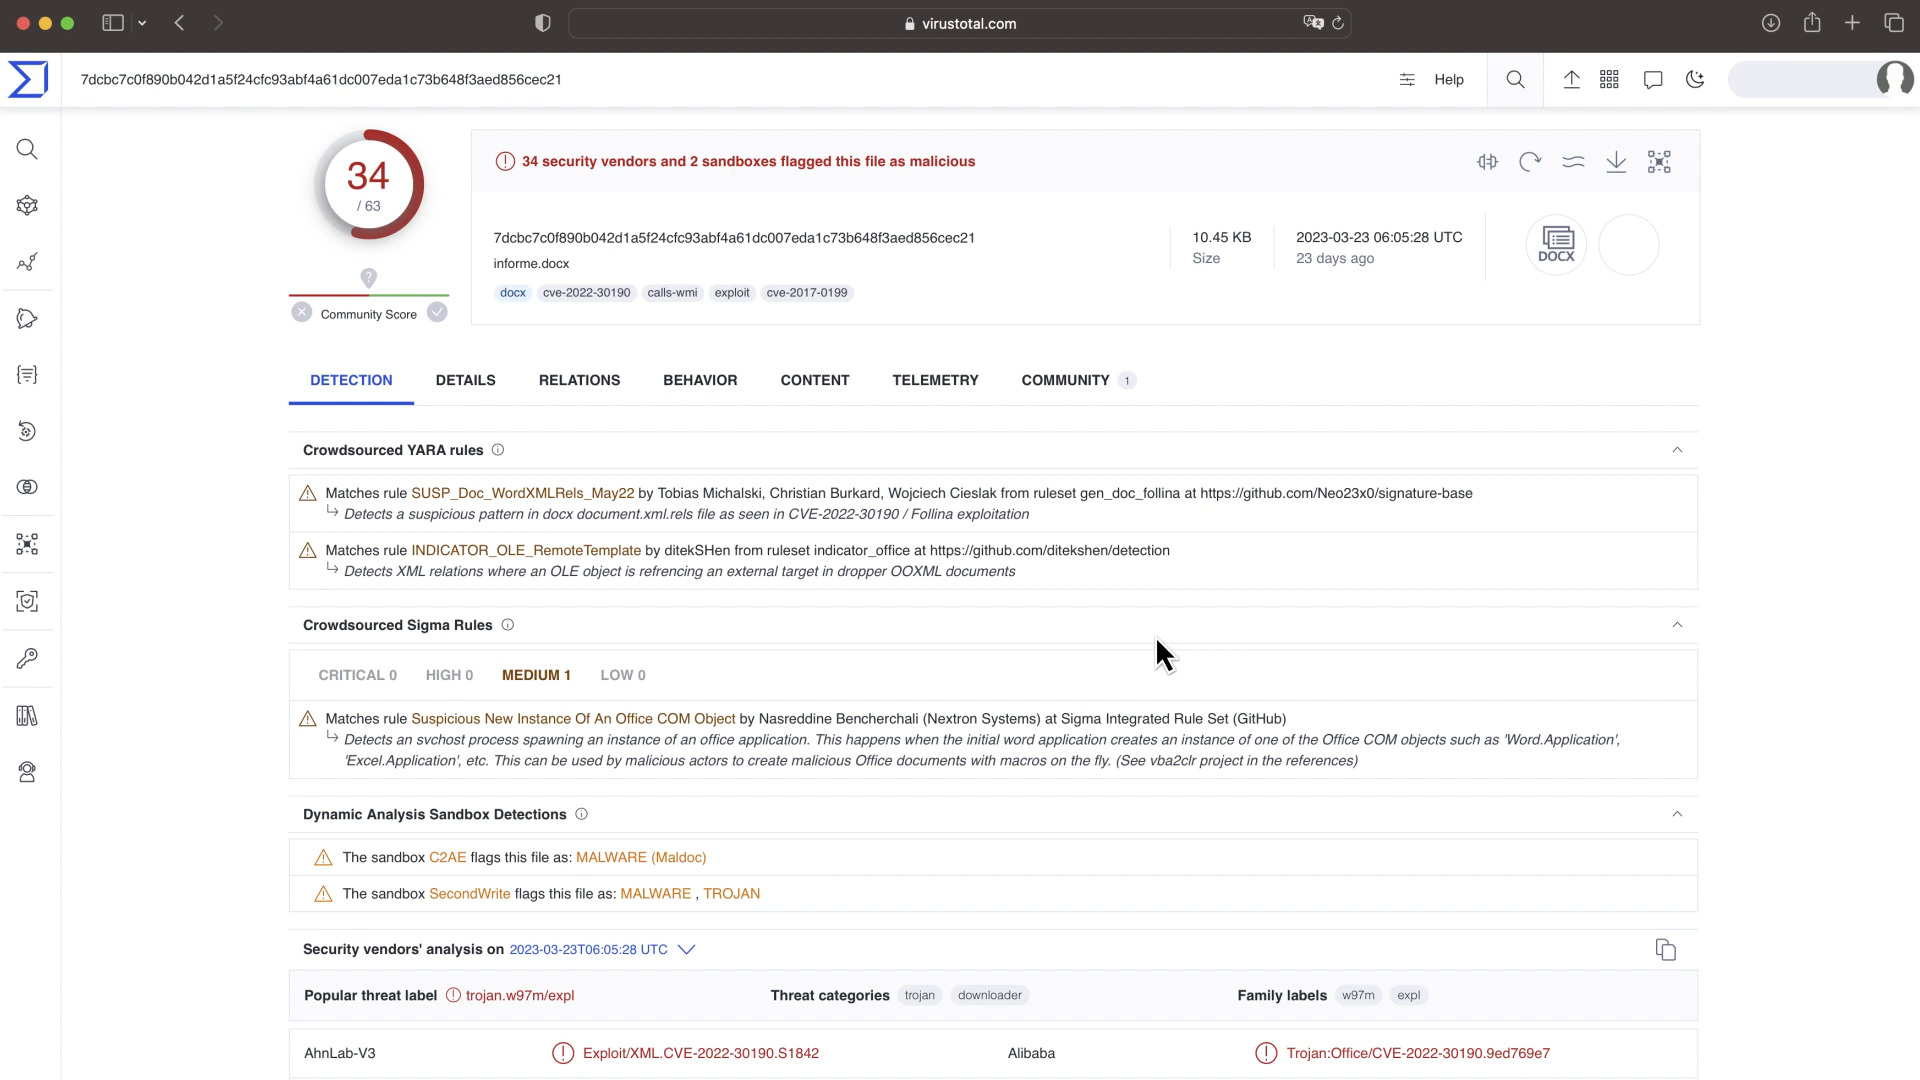 virustotal.com
7dcbc7c0f890b042d1a5f24cfc93abf4a61dc007eda1c73b648f3aed856cec21
Help
34
/ 63
Community Score
34 security vendors and 2 sandboxes flagged this file as malicious
7dcbc7c0f890b042d1a5f24cfc93abf4a61dc007eda1c73b648f3aed856cec21
informe.docx
docx cve-2022-30190 calls-wmi exploit cve-2017-0199
10.45 KB
Size
2023-03-23 06:05:28 UTC
23 days ago
DOCX
DETECTION DETAILS RELATIONS BEHAVIOR CONTENT TELEMETRY COMMUNITY 1
Crowdsourced YARA rules
Matches rule SUSP_Doc_WordXMLRels_May22 by Tobias Michalski, Christian Burkard, Wojciech Cieslak from ruleset gen_doc_follina at https://github.com/Neo23x0/signature-base
Detects a suspicious pattern in docx document.xml.rels file as seen in CVE-2022-30190 / Follina exploitation
Matches rule INDICATOR_OLE_RemoteTemplate by ditekSHen from ruleset indicator_office at https://github.com/ditekshen/detection
Detects XML relations where an OLE object is refrencing an external target in dropper OOXML documents
Crowdsourced Sigma Rules
CRITICAL 0 HIGH 0 MEDIUM 1 LOW 0
Matches rule Suspicious New Instance Of An Office COM Object by Nasreddine Bencherchali (Nextron Systems) at Sigma Integrated Rule Set (GitHub)
Detects an svchost process spawning an instance of an office application. This happens when the initial word application creates an instance of one of the Office COM objects such as 'Word.Application',
'Excel.Application', etc. This can be used by malicious actors to create malicious Office documents with macros on the fly. (See vba2clr project in the references)
Dynamic Analysis Sandbox Detections
The sandbox C2AE flags this file as: MALWARE (Maldoc)
The sandbox SecondWrite flags this file as: MALWARE , TROJAN
Security vendors' analysis on 2023-03-23T06:05:28 UTC
Popular threat label trojan.w97m/expl Threat categories trojan downloader Family labels w97m expl
AhnLab-V3 Exploit/XML.CVE-2022-30190.S1842 Alibaba Trojan:Office/CVE-2022-30190.9ed769e7